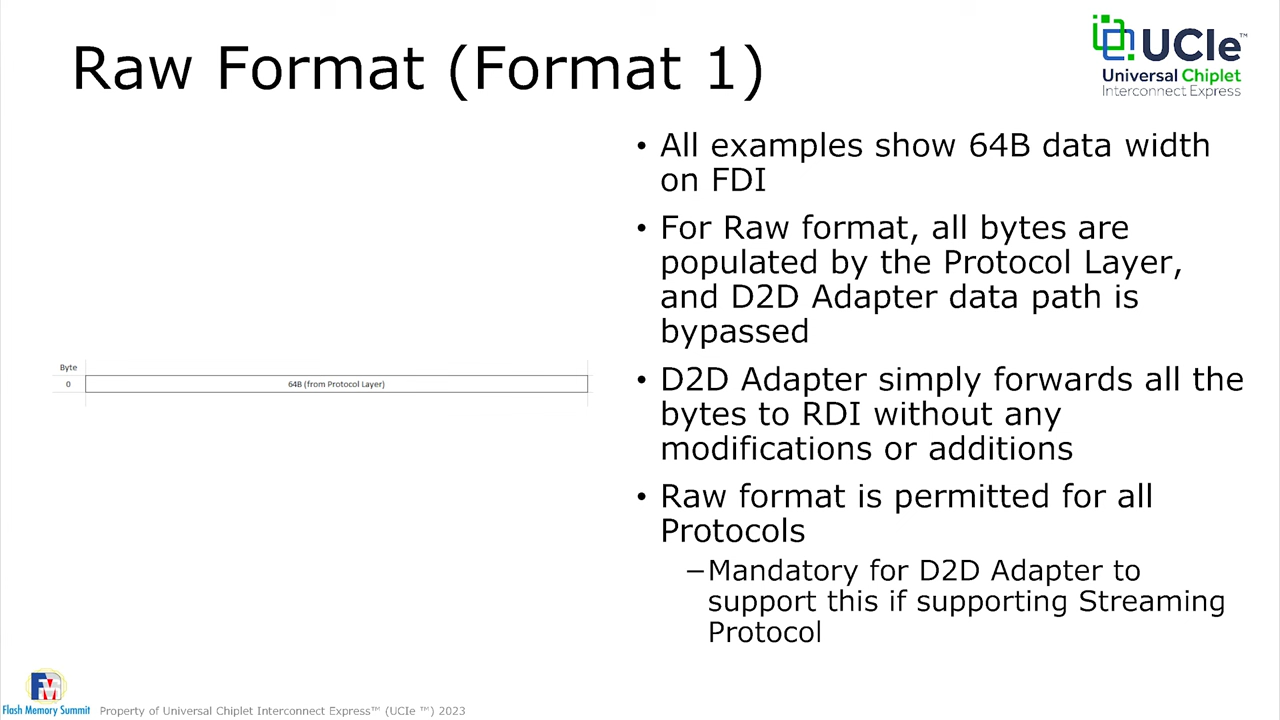 Raw Format (Format 1)
UCIe™
Universal Chiplet
Interconnect Express
• All examples show 64B data width
on FDI
• For Raw format, all bytes are
populated by the Protocol Layer,
and D2D Adapter data path is
bypassed
Byte
0 64B (from Protocol Layer)
• D2D Adapter simply forwards all the
bytes to RDI without any
modifications or additions
• Raw format is permitted for all
Protocols
–Mandatory for D2D Adapter to
support this if supporting Streaming
Protocol
FM
Flash Memory Summit
Property of Universal Chiplet Interconnect Express™ (UCIe ™) 2023